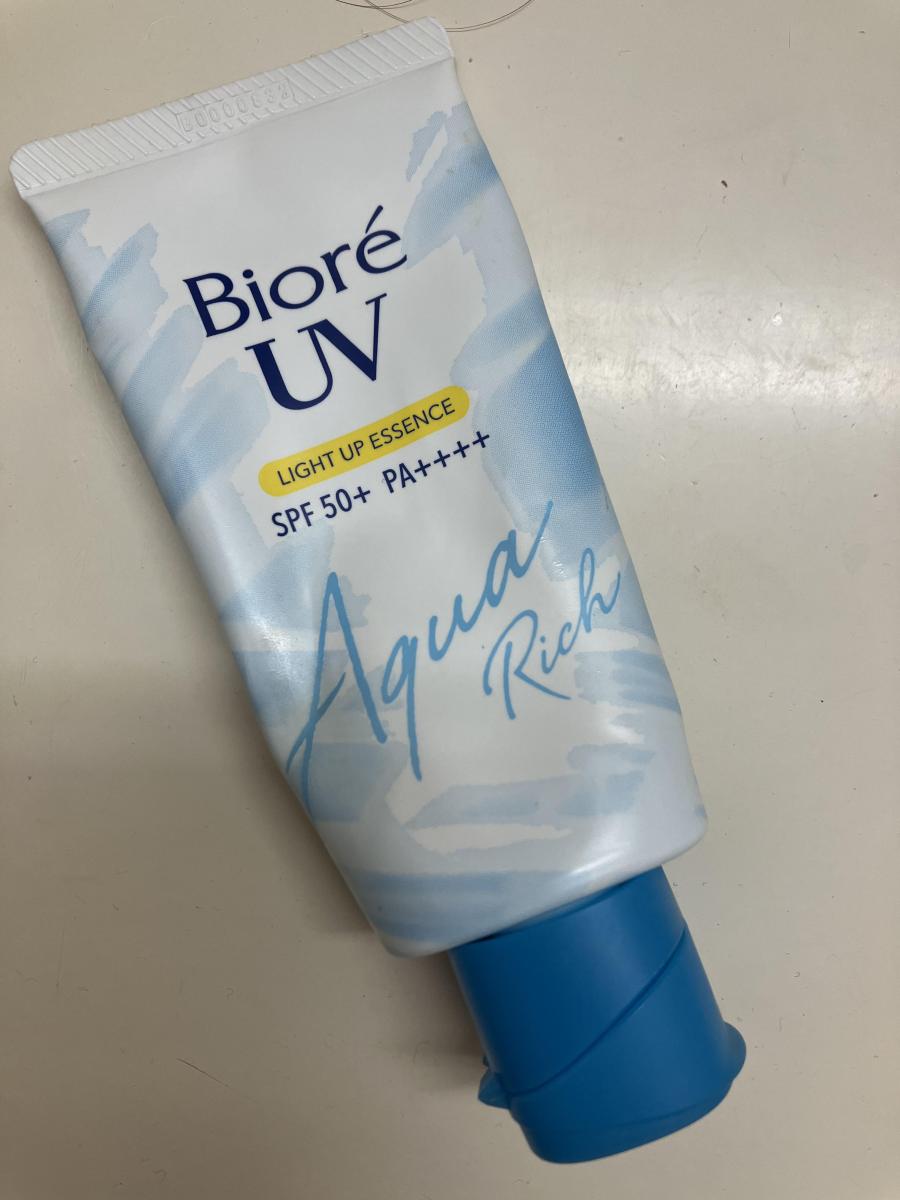 Bioré
UV
LIGHT UP ESSENCE
SPF 50+ PA++++
Aqua
Rich